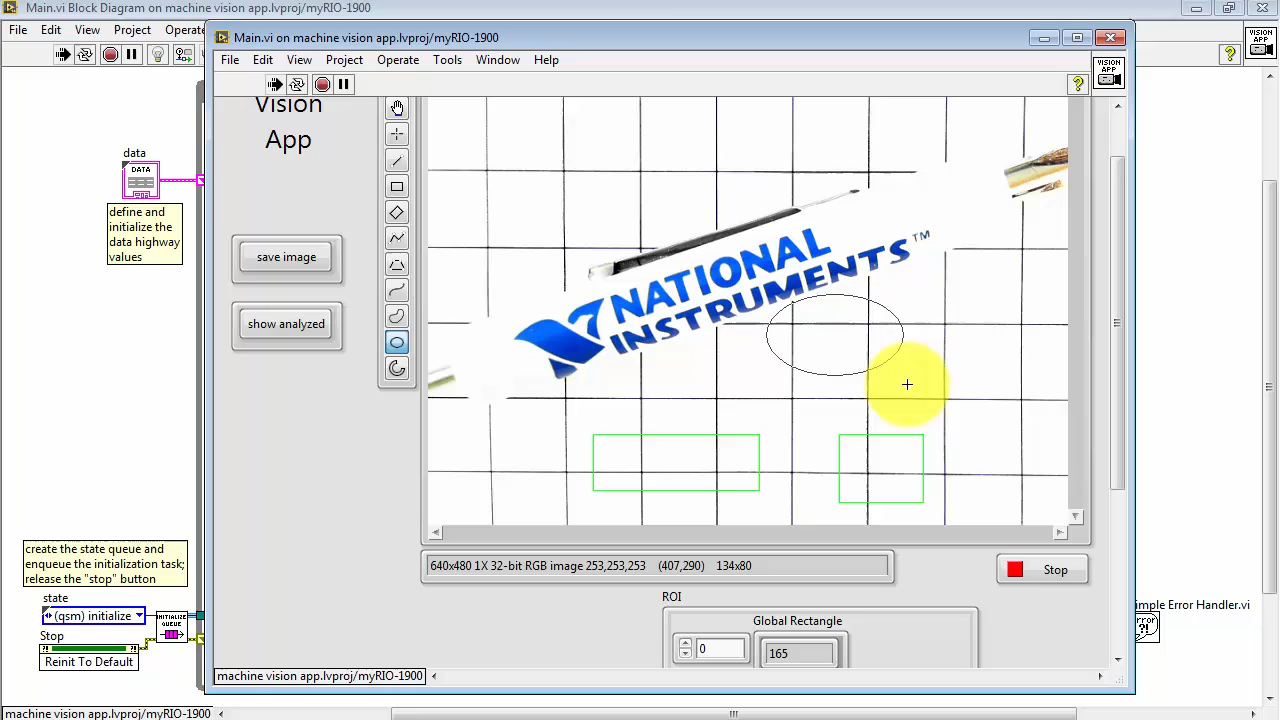 Main.vi Block Diagram on machine vision app.lvproj/myRIO-1900
File Edit View Project Operate
data
DATA
define and
initialize the
data highway
values
create the state queue and
enqueue the initialization task;
release the "stop" button
state
(qsm) initialize
INITIALIZE
QUEUE
Stop
Reinit To Default
machine vision app.lvproj/myRIO-1900
Main.vi on machine vision app.lvproj/myRIO-1900
File Edit View Project Operate Tools Window Help
VISION
APP
Vision
App
save image
show analyzed
NATIONAL
INSTRUMENTS™
640x480 1X 32-bit RGB image 253,253,253 (407,290) 134x80
Stop
ROI
Global Rectangle
0
165
machine vision app.lvproj/myRIO-1900
VISION
APP
imple Error Handler.vi